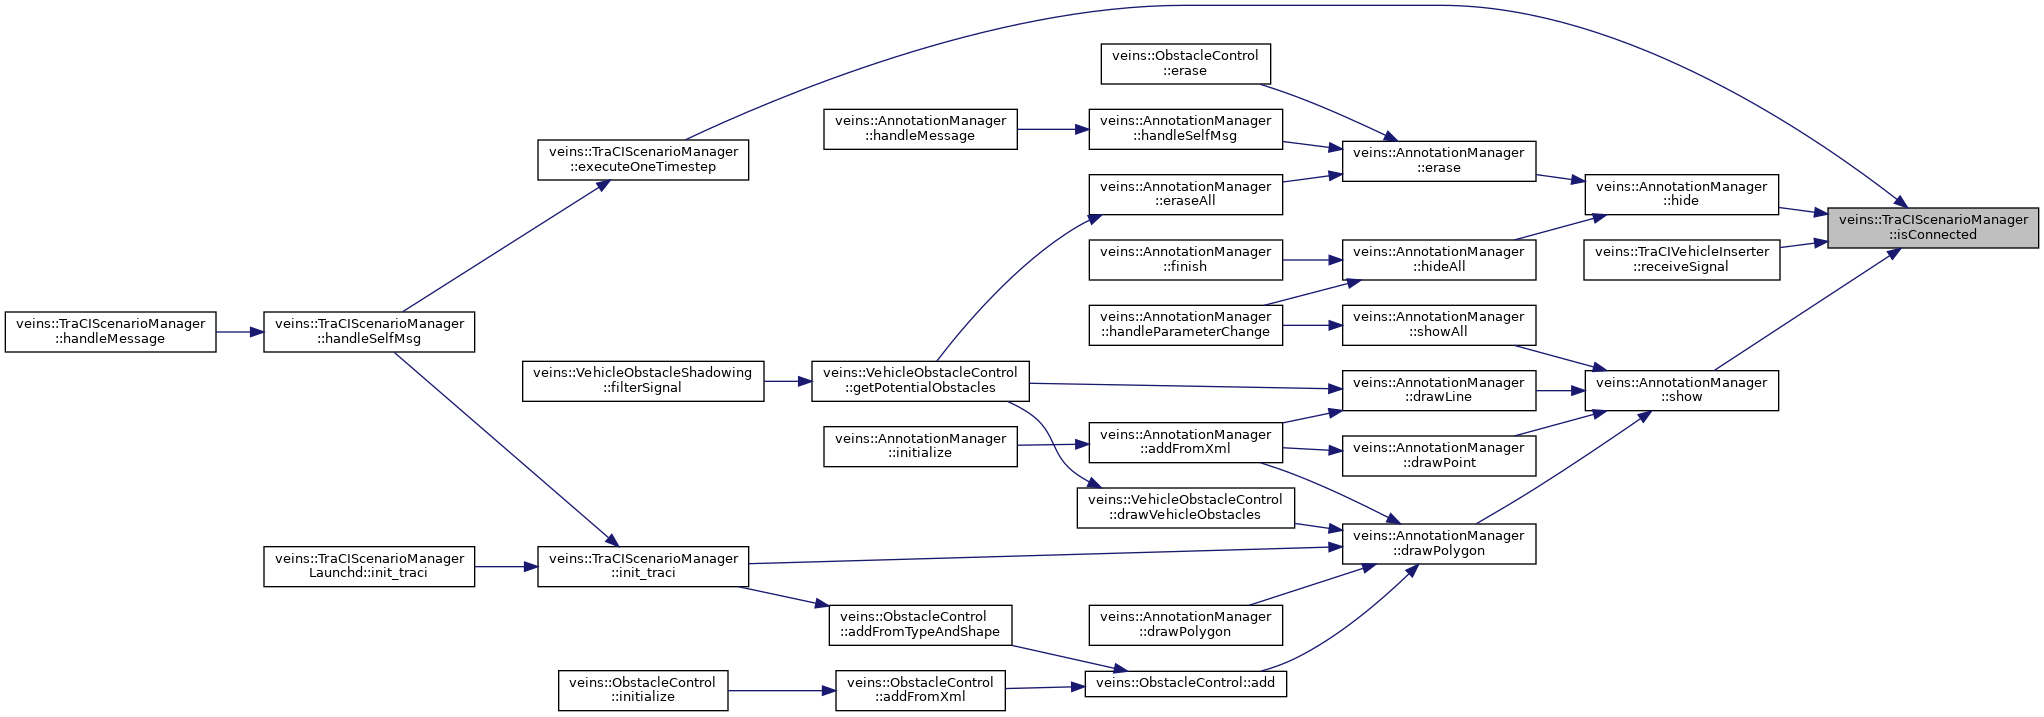 veins::ObstacleControl
::erase
veins::AnnotationManager
::handleMessage
veins::AnnotationManager
::handleSelfMsg
veins::TraCIScenarioManager
::executeOneTimestep
veins::AnnotationManager
::erase
veins::AnnotationManager
::eraseAll
veins::AnnotationManager
::hide
veins::TraCIScenarioManager
::isConnected
veins::AnnotationManager
::finish
veins::AnnotationManager
::hideAll
veins::TraCIVehicleInserter
::receiveSignal
veins::TraCIScenarioManager
::handleMessage
veins::TraCIScenarioManager
::handleSelfMsg
veins::AnnotationManager
::handleParameterChange
veins::AnnotationManager
::showAll
veins::VehicleObstacleShadowing
::filterSignal
veins::VehicleObstacleControl
::getPotentialObstacles
veins::AnnotationManager
::drawLine
veins::AnnotationManager
::show
veins::AnnotationManager
::initialize
veins::AnnotationManager
::addFromXml
veins::AnnotationManager
::drawPoint
veins::VehicleObstacleControl
::drawVehicleObstacles
veins::AnnotationManager
::drawPolygon
veins::TraCIScenarioManager
Launchd::init_traci
veins::TraCIScenarioManager
::init_traci
veins::ObstacleControl
::addFromTypeAndShape
veins::AnnotationManager
::drawPolygon
veins::ObstacleControl
::initialize
veins::ObstacleControl
::addFromXml
veins::ObstacleControl::add